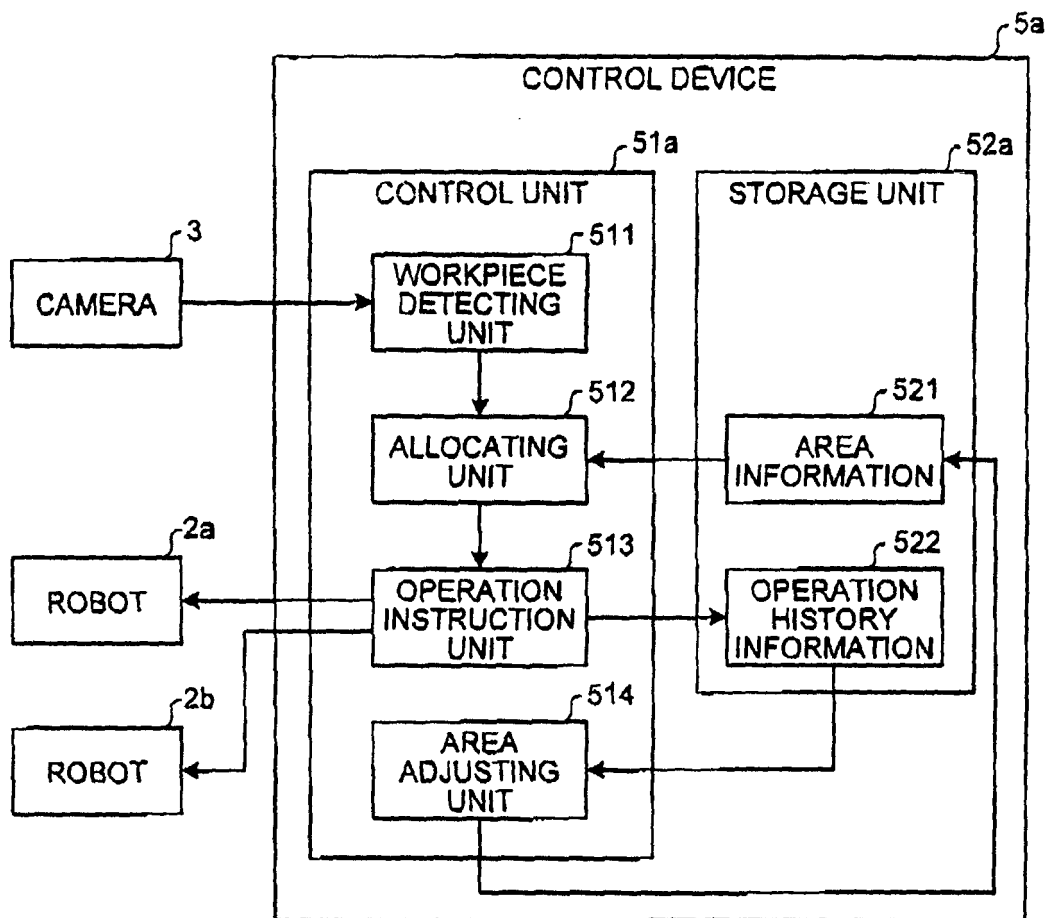 5a
CONTROL DEVICE
51a
CONTROL UNIT
52a
STORAGE UNIT
3
CAMERA
511
WORKPIECE
DETECTING
UNIT
512
ALLOCATING
UNIT
521
AREA
INFORMATION
2a
ROBOT
513
OPERATION
INSTRUCTION
UNIT
522
OPERATION
HISTORY
INFORMATION
2b
ROBOT
514
AREA
ADJUSTING
UNIT